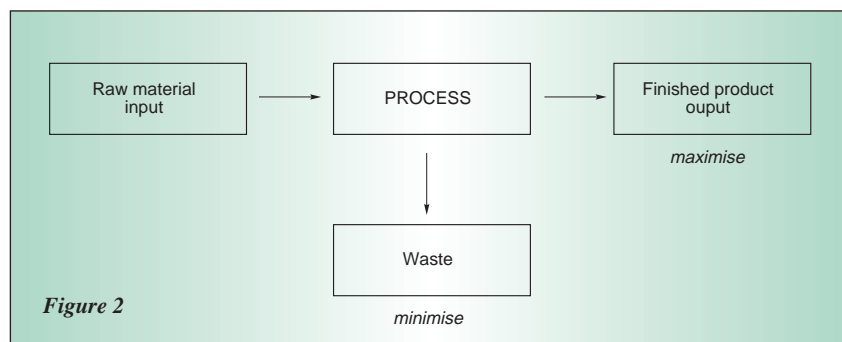 Raw material
input
PROCESS
Finished product
ouput
maximise
Waste
minimise
Figure 2